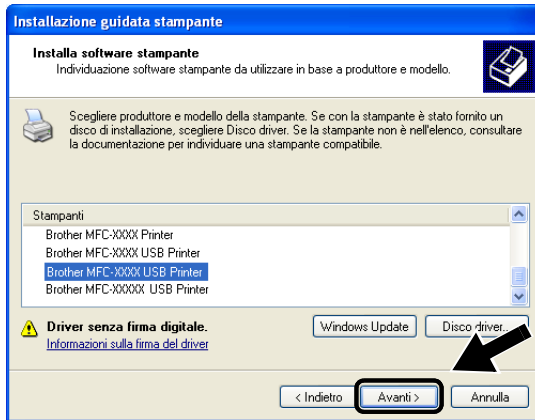 Installazione guidata stampante
Installa software stampante
Individuazione software stampante da utilizzare in base a produttore e modello.
Scegliere produttore e modello della stampante. Se con la stampante è stato fornito un
disco di installazione, scegliere Disco driver. Se la stampante non è nell'elenco, consultare
la documentazione per individuare una stampante compatibile.
Stampanti
Brother MFC-XXXX Printer
Brother MFC-XXXX USB Printer
Brother MFC-XXXX USB Printer
Brother MFC-XXXXX USB Printer
Driver senza firma digitale.
Informazioni sulla firma del driver
Windows Update
Disco driver...
< Indietro
Avanti >
Annulla